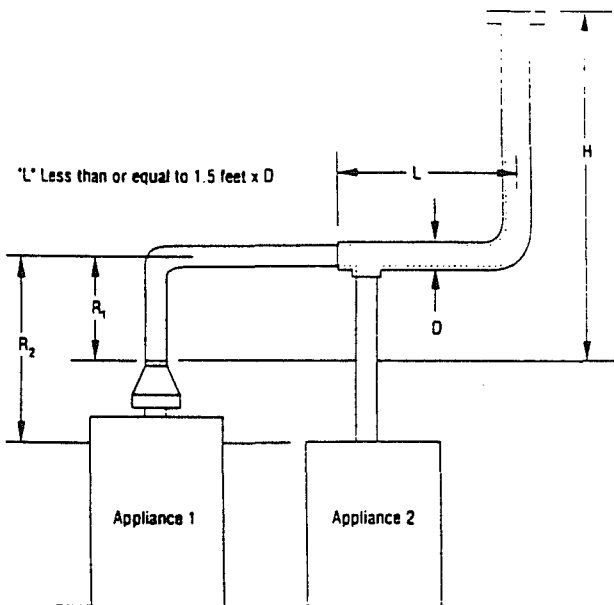 H
"L" Less than or equal to 1.5 feet x D
L
R₁
R₂
D
Appliance 1
Appliance 2